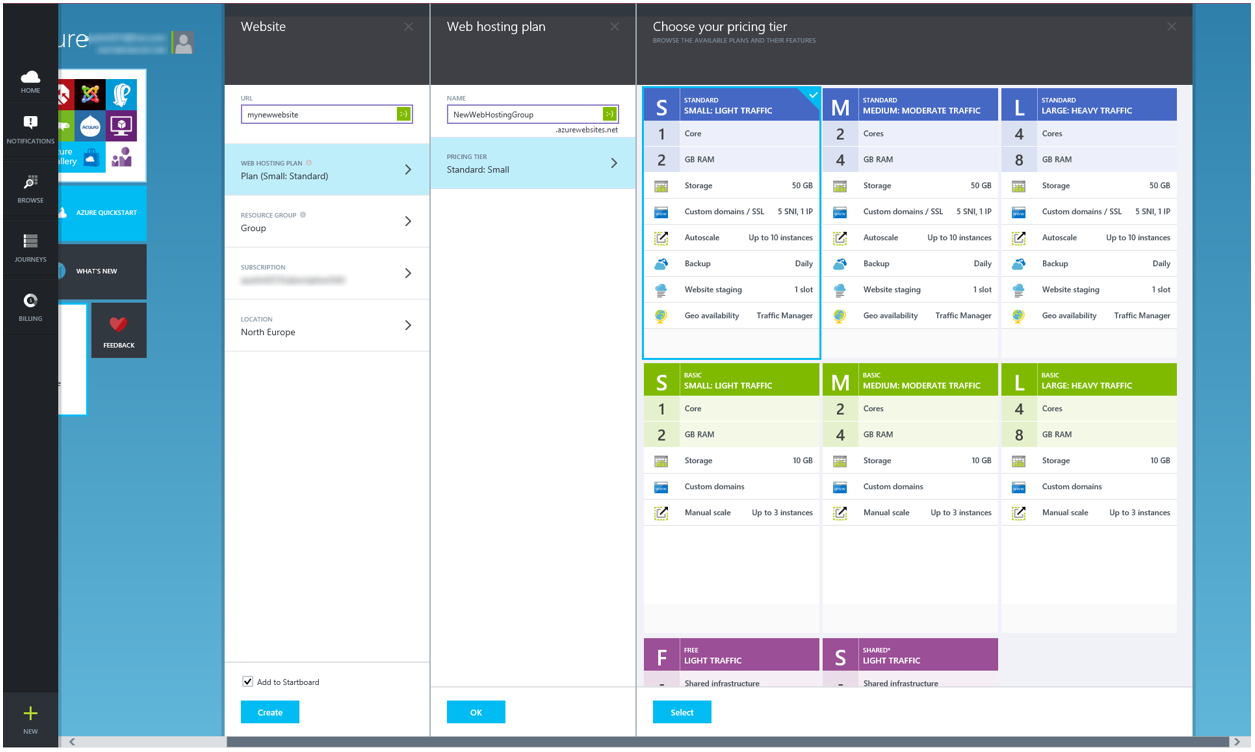 HOME
NOTIFICATIONS
BROWSE
JOURNEYS
BILLING
NEW
ure
Acquia
ure
llery
AZURE QUICKSTART
WHAT'S NEW
FEEDBACK
e
Website
URL
mynewwebsite
:-)
WEB HOSTING PLAN
Plan (Small: Standard)
RESOURCE GROUP
Group
SUBSCRIPTION
LOCATION
North Europe
Add to Startboard
Create
Web hosting plan
NAME
NewWebHostingGroup
:-)
.azurewebsites.net
PRICING TIER
Standard: Small
OK
Choose your pricing tier
BROWSE THE AVAILABLE PLANS AND THEIR FEATURES
S STANDARD
SMALL: LIGHT TRAFFIC
1 Core
2 GB RAM
Storage 50 GB
Custom domains / SSL 5 SNI, 1 IP
Autoscale Up to 10 instances
Backup Daily
Website staging 1 slot
Geo availability Traffic Manager
M STANDARD
MEDIUM: MODERATE TRAFFIC
2 Cores
4 GB RAM
Storage 50 GB
Custom domains / SSL 5 SNI, 1 IP
Autoscale Up to 10 instances
Backup Daily
Website staging 1 slot
Geo availability Traffic Manager
L STANDARD
LARGE: HEAVY TRAFFIC
4 Cores
8 GB RAM
Storage 50 GB
Custom domains / SSL 5 SNI, 1 IP
Autoscale Up to 10 instances
Backup Daily
Website staging 1 slot
Geo availability Traffic Manager
S BASIC
SMALL: LIGHT TRAFFIC
1 Core
2 GB RAM
Storage 10 GB
Custom domains
Manual scale Up to 3 instances
M BASIC
MEDIUM: MODERATE TRAFFIC
2 Cores
4 GB RAM
Storage 10 GB
Custom domains
Manual scale Up to 3 instances
L BASIC
LARGE: HEAVY TRAFFIC
4 Cores
8 GB RAM
Storage 10 GB
Custom domains
Manual scale Up to 3 instances
F FREE
LIGHT TRAFFIC
- Shared infrastructure
S SHARED*
LIGHT TRAFFIC
- Shared infrastructure
Select